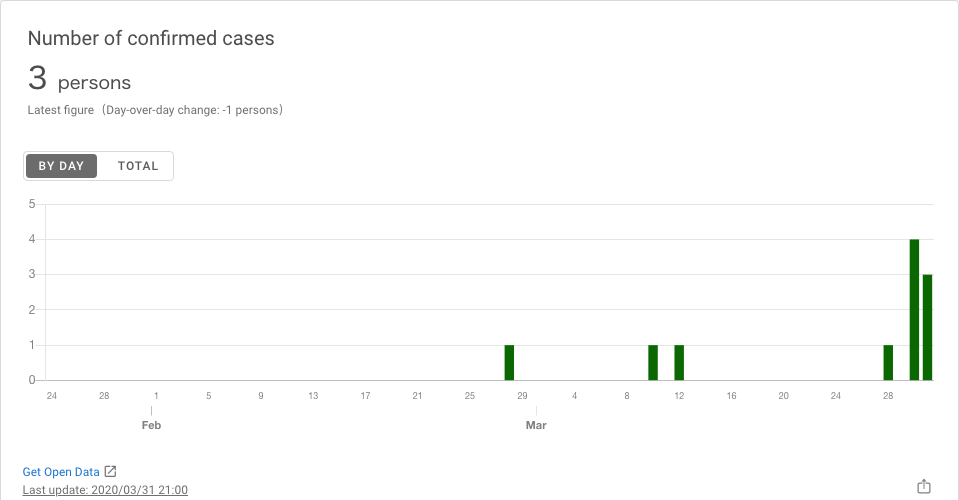 Number of confirmed cases
3 persons
Latest figure (Day-over-day change: -1 persons)
BY DAY TOTAL
5
4
3
2
1
0
24 28 1 5 9 13 17 21 25 29 4 8 12 16 20 24 28
Feb Mar
Get Open Data
Last update: 2020/03/31 21:00